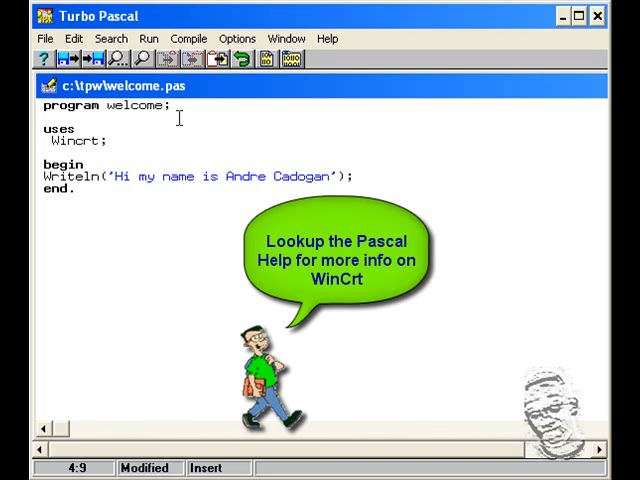 Turbo Pascal
File Edit Search Run Compile Options Window Help
c:\tpw\welcome.pas
program welcome;
uses
Wincrt;
begin
Writeln('Hi my name is Andre Cadogan');
end.
Lookup the Pascal
Help for more info on
WinCrt
4:9 Modified Insert